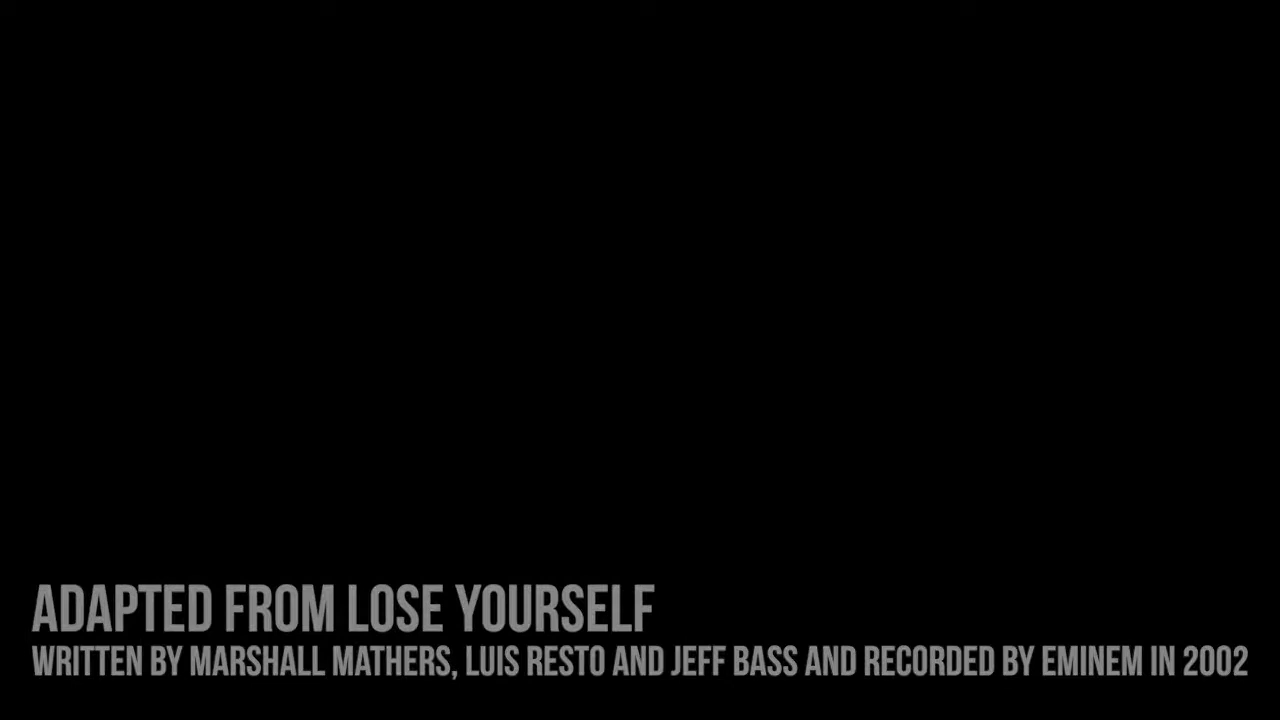 ADAPTED FROM LOSE YOURSELF
WRITTEN BY MARSHALL MATHERS, LUIS RESTO AND JEFF BASS AND RECORDED BY EMINEM IN 2002